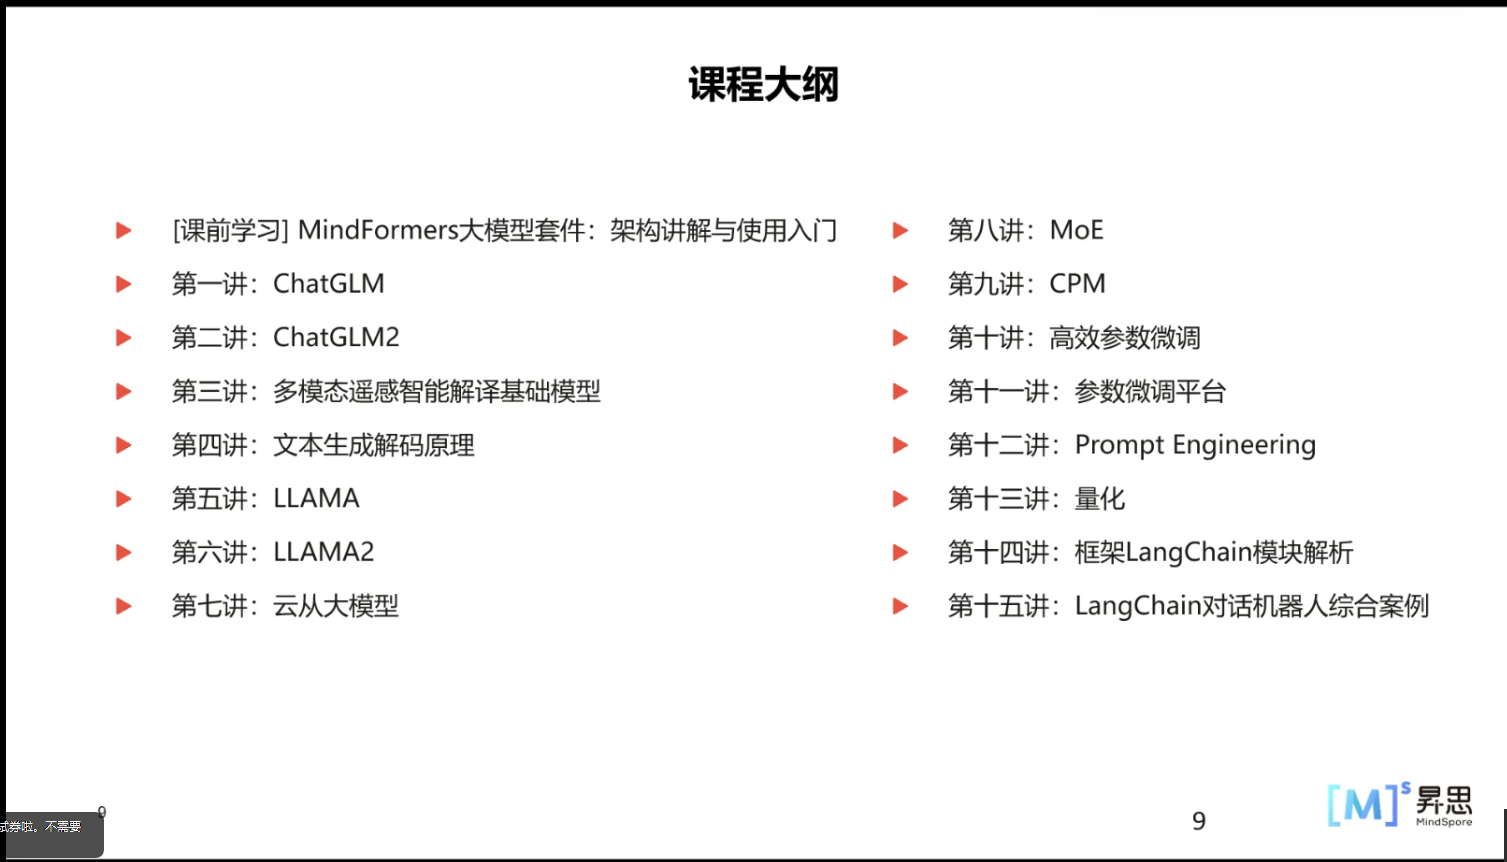 课程大纲
[课前学习] MindFormers大模型套件：架构讲解与使用入门
第一讲：ChatGLM
第二讲：ChatGLM2
第三讲：多模态遥感智能解译基础模型
第四讲：文本生成解码原理
第五讲：LLAMA
第六讲：LLAMA2
第七讲：云从大模型
第八讲：MoE
第九讲：CPM
第十讲：高效参数微调
第十一讲：参数微调平台
第十二讲：Prompt Engineering
第十三讲：量化
第十四讲：框架LangChain模块解析
第十五讲：LangChain对话机器人综合案例
9
试券啦。不需要
9
[M]s 昇思
MindSpore